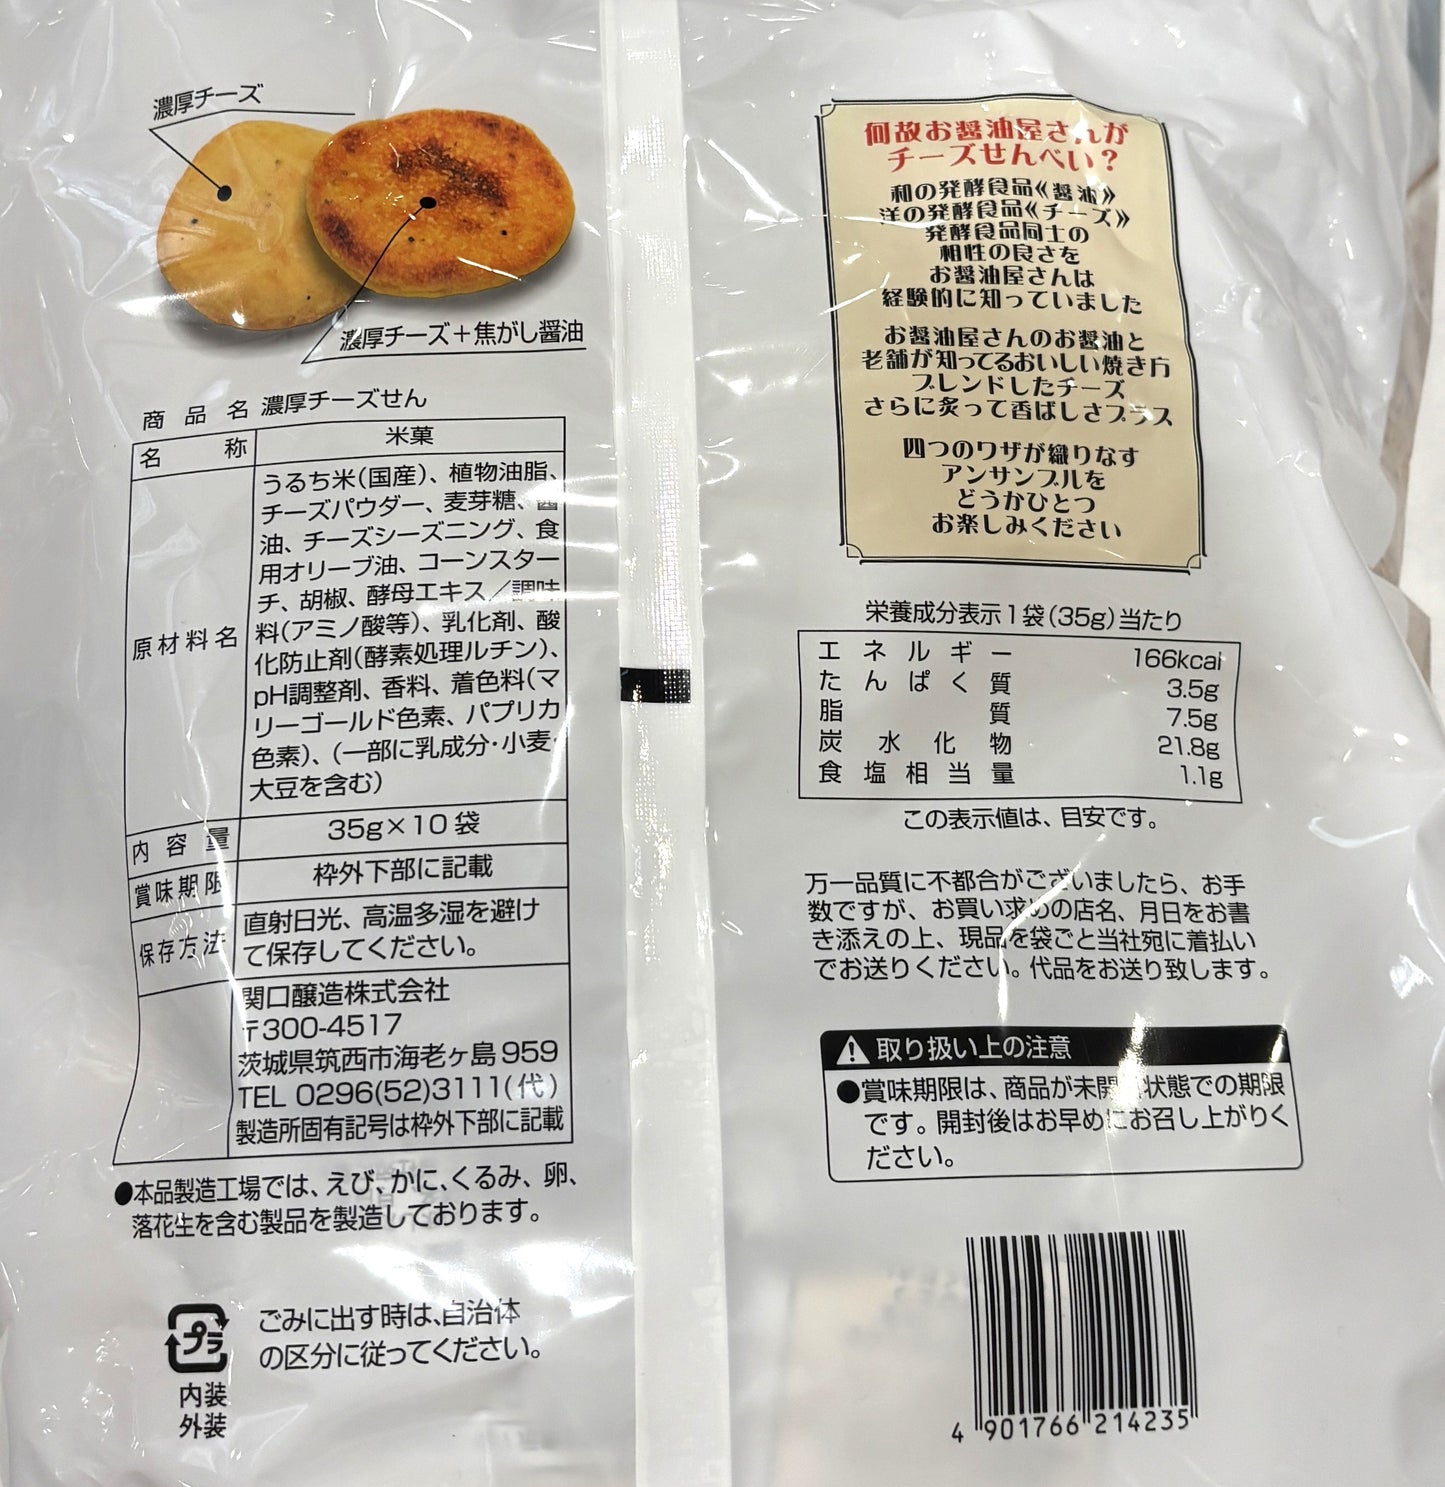 濃厚チーズ
濃厚チーズ＋焦がし醤油
商品名 濃厚チーズせん
名称 米菓
原材料名
うるち米(国産)、植物油脂、
チーズパウダー、麦芽糖、醤
油、チーズシーズニング、食
用オリーブ油、コーンスター
チ、胡椒、酵母エキス／調味
料(アミノ酸等)、乳化剤、酸
化防止剤(酵素処理ルチン)、
pH調整剤、香料、着色料(マ
リーゴールド色素、パプリカ
色素)、(一部に乳成分・小麦・
大豆を含む)
内容量 35g×10袋
賞味期限 枠外下部に記載
保存方法
直射日光、高温多湿を避け
て保存してください。
関口醸造株式会社
〒300-4517
茨城県筑西市海老ヶ島959
TEL 0296(52)3111(代)
製造所固有記号は枠外下部に記載
●本品製造工場では、えび、かに、くるみ、卵、
落花生を含む製品を製造しております。
プラ
内装
外装
ごみに出す時は、自治体
の区分に従ってください。
何故お醤油屋さんが
チーズせんべい？
和の発酵食品《醤油》
洋の発酵食品《チーズ》
発酵食品同士の
相性の良さを
お醤油屋さんは
経験的に知っていました
お醤油屋さんのお醤油と
老舗が知ってるおいしい焼き方
ブレンドしたチーズ
さらに炙って香ばしさプラス
四つのワザが織りなす
アンサンブルを
どうかひとつ
お楽しみください
栄養成分表示1袋(35g)当たり
エネルギー 166kcal
たんぱく質 3.5g
脂質 7.5g
炭水化物 21.8g
食塩相当量 1.1g
この表示値は、目安です。
万一品質に不都合がございましたら、お手
数ですが、お買い求めの店名、月日をお書
き添えの上、現品を袋ごと当社宛に着払い
でお送りください。代品をお送り致します。
取り扱い上の注意
●賞味期限は、商品が未開封状態での期限
です。開封後はお早めにお召し上がりく
ださい。
4 901766 214235